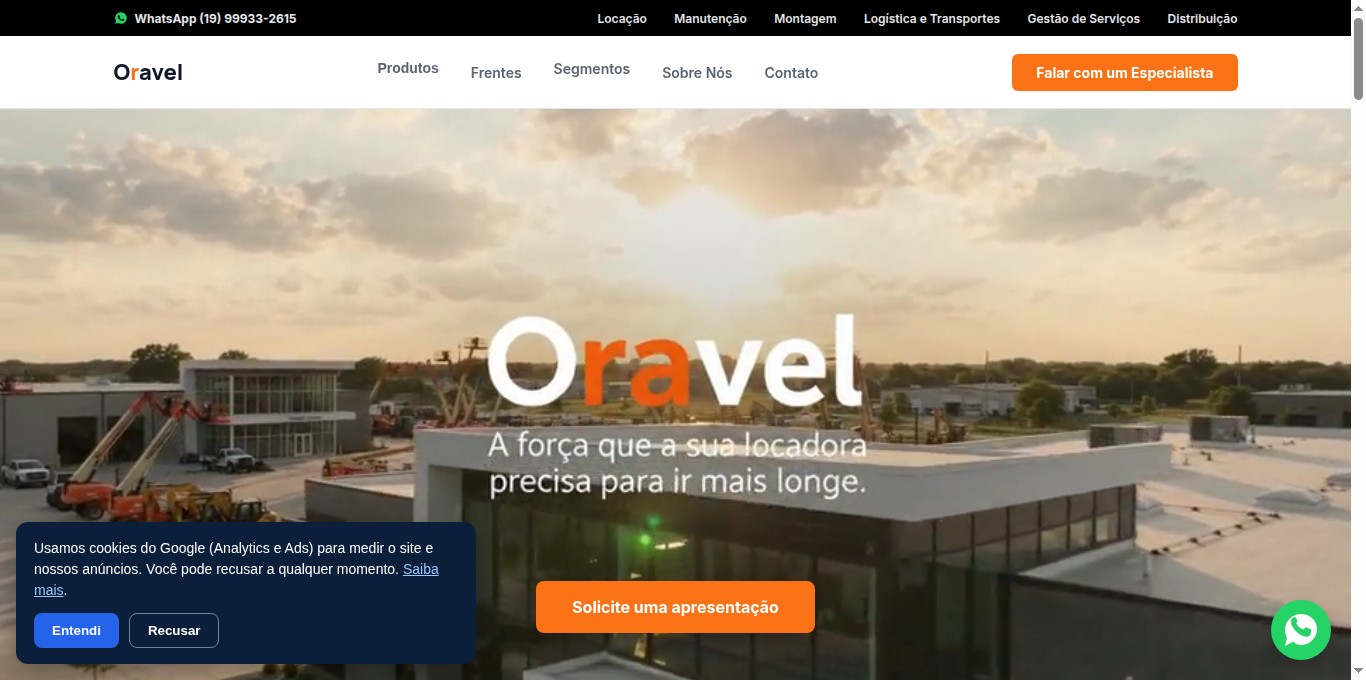 WhatsApp (19) 99933-2615
Locação Manutenção Montagem Logística e Transportes Gestão de Serviços Distribuição
Oravel
Produtos Frentes Segmentos Sobre Nós Contato
Falar com um Especialista
Oravel
A força que a sua locadora
precisa para ir mais longe.
Solicite uma apresentação
Usamos cookies do Google (Analytics e Ads) para medir o site e
nossos anúncios. Você pode recusar a qualquer momento. Saiba
mais.
Entendi Recusar